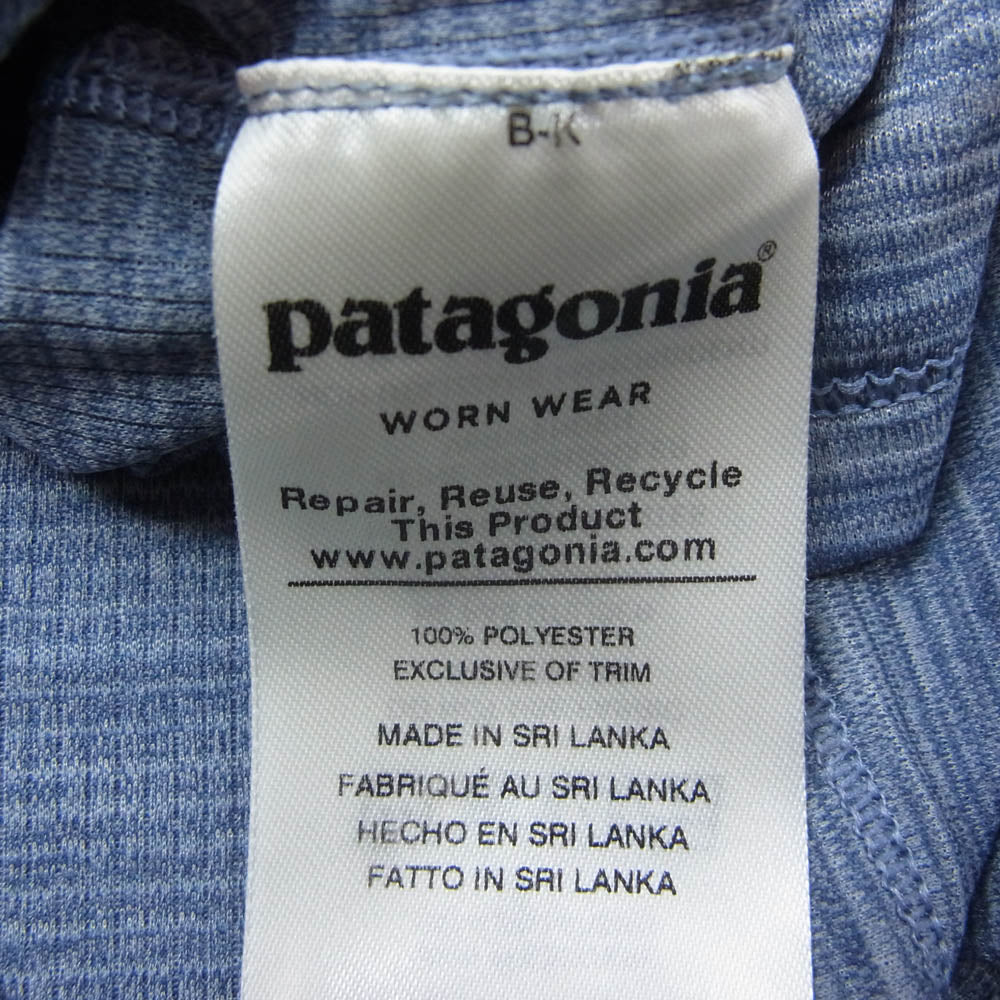 B-K
patagonia®
WORN WEAR
Repair, Reuse, Recycle
This Product
www.patagonia.com
100% POLYESTER
EXCLUSIVE OF TRIM
MADE IN SRI LANKA
FABRIQUÉ AU SRI LANKA
HECHO EN SRI LANKA
FATTO IN SRI LANKA